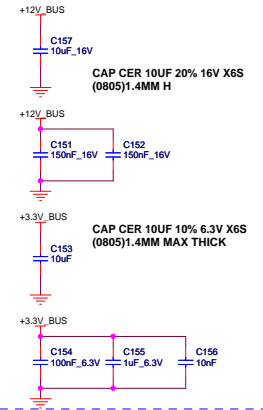 +12V_BUS
C157
10uF_16V
CAP CER 10UF 20% 16V X6S
(0805)1.4MM H
+12V_BUS
C151
150nF_16V
C152
150nF_16V
+3.3V_BUS
CAP CER 10UF 10% 6.3V X6S
(0805)1.4MM MAX THICK
C153
10uF
+3.3V_BUS
C154
100nF_6.3V
C155
1uF_6.3V
C156
10nF